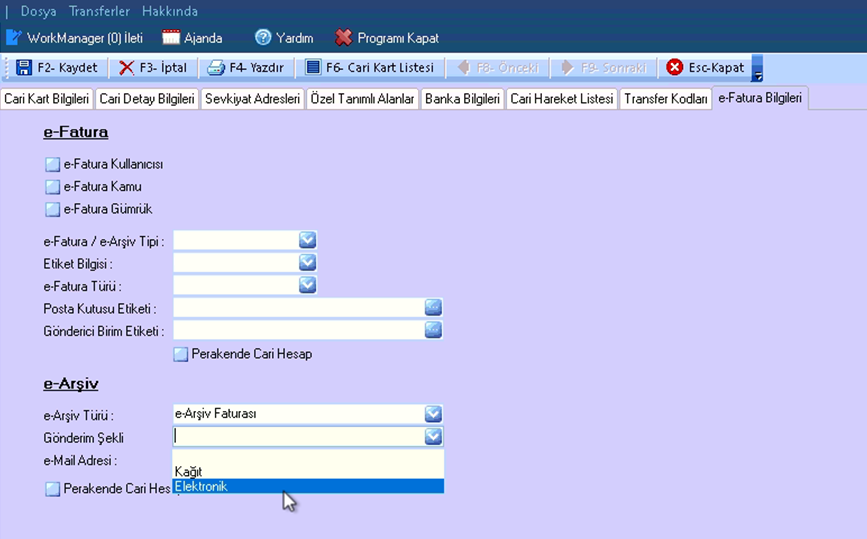 Dosya Transferler Hakkında
WorkManager (0) İleti Ajanda Yardım Programı Kapat
F2- Kaydet F3- İptal F4- Yazdır F6- Cari Kart Listesi F8- Önceki F9- Sonraki Esc-Kapat
Cari Kart Bilgileri Cari Detay Bilgileri Sevkiyat Adresleri Özel Tanımlı Alanlar Banka Bilgileri Cari Hareket Listesi Transfer Kodları e-Fatura Bilgileri
e-Fatura
e-Fatura Kullanıcısı
e-Fatura Kamu
e-Fatura Gümrük
e-Fatura / e-Arşiv Tipi :
Etiket Bilgisi :
e-Fatura Türü :
Posta Kutusu Etiketi :
Gönderici Birim Etiketi :
Perakende Cari Hesap
e-Arşiv
e-Arşiv Türü : e-Arşiv Faturası
Gönderim Şekli
e-Mail Adresi :
Kağıt
Perakende Cari Hes Elektronik